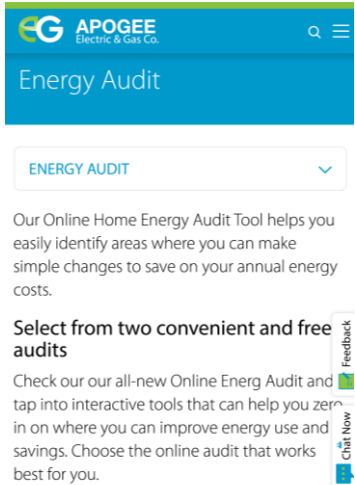 eG APOGEE
Electric & Gas Co.
Energy Audit
ENERGY AUDIT
Our Online Home Energy Audit Tool helps you
easily identify areas where you can make
simple changes to save on your annual energy
costs.
Select from two convenient and free
audits
Check our our all-new Online Energ Audit and
tap into interactive tools that can help you zero
in on where you can improve energy use and
savings. Choose the online audit that works
best for you.
Feedback
Chat Now